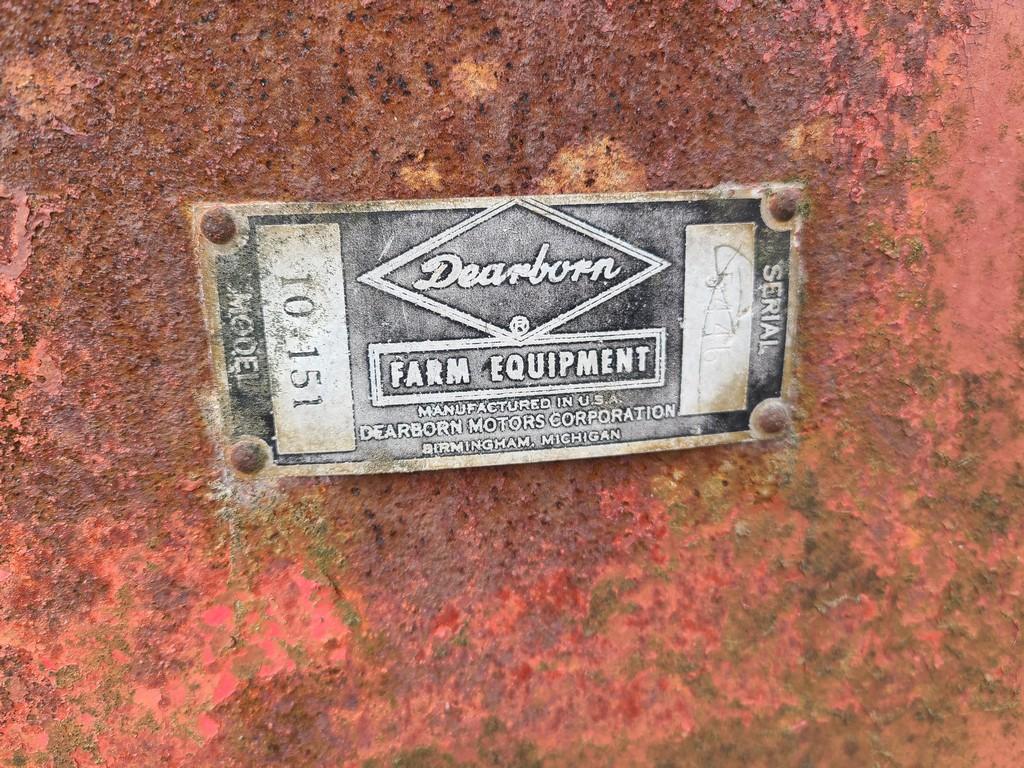 MODEL
10.151
Dearborn
®
FARM EQUIPMENT
MANUFACTURED IN U.S.A.
DEARBORN MOTORS CORPORATION
BIRMINGHAM, MICHIGAN
SERIAL